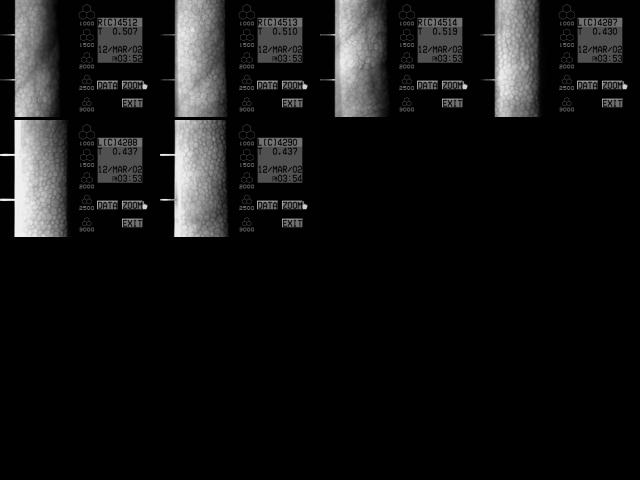 1000 R(C)4512
T 0.507
1500
12/MAR/02
PM03:52
2000
2500 DATA ZOOM
EXIT
3000
1000 R(C)4513
T 0.510
1500
12/MAR/02
PM03:53
2000
2500 DATA ZOOM
EXIT
3000
1000 R(C)4514
T 0.519
1500
12/MAR/02
PM03:53
2000
2500 DATA ZOOM
EXIT
3000
1000 L(C)4287
T 0.430
1500
12/MAR/02
PM03:53
2000
2500 DATA ZOOM
EXIT
3000
1000 L(C)4288
T 0.437
1500
12/MAR/02
PM03:53
2000
2500 DATA ZOOM
EXIT
3000
1000 L(C)4290
T 0.437
1500
12/MAR/02
PM03:54
2000
2500 DATA ZOOM
EXIT
3000